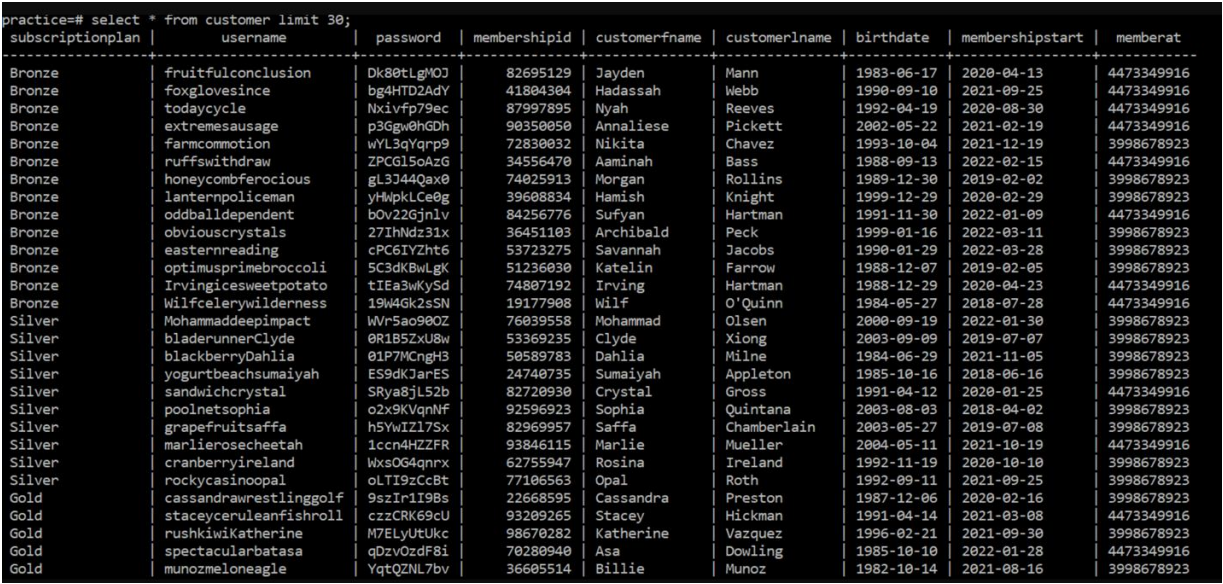 practice=# select * from customer limit 30;
subscriptionplan | username | password | membershipid | customerfname | customerlname | birthdate | membershipstart | memberat
Bronze | fruitfulconclusion | Dk80tLgMOJ | 82695129 | Jayden | Mann | 1983-06-17 | 2020-04-13 | 4473349916
Bronze | foxglovesince | bg4HTD2AdY | 41804304 | Hadassah | Webb | 1990-09-10 | 2021-09-25 | 4473349916
Bronze | todaycycle | Nxivfp79ec | 87997895 | Nyah | Reeves | 1992-04-19 | 2020-08-30 | 4473349916
Bronze | extremesausage | p3Ggw0hGDh | 90350050 | Annaliese | Pickett | 2002-05-22 | 2021-02-19 | 4473349916
Bronze | farmcommotion | wYL3qYqrp9 | 72830032 | Nikita | Chavez | 1993-10-04 | 2021-12-19 | 3998678923
Bronze | ruffswithdraw | ZPCGl5oAzG | 34556470 | Aaminah | Bass | 1988-09-13 | 2022-02-15 | 4473349916
Bronze | honeycombferocious | gL3J44Qax0 | 74025913 | Morgan | Rollins | 1989-12-30 | 2019-02-02 | 3998678923
Bronze | lanternpoliceman | yHWpkLCe0g | 39608834 | Hamish | Knight | 1999-12-29 | 2020-02-29 | 3998678923
Bronze | oddballdependent | bOv22Gjnlv | 84256776 | Sufyan | Hartman | 1991-11-30 | 2022-01-09 | 4473349916
Bronze | obviouscrystals | 27IhNdz31x | 36451103 | Archibald | Peck | 1999-01-16 | 2022-03-11 | 3998678923
Bronze | easternreading | cPC6IYZht6 | 53723275 | Savannah | Jacobs | 1990-01-29 | 2022-03-28 | 3998678923
Bronze | optimusprimebroccoli | 5C3dKBwLgK | 51236030 | Katelin | Farrow | 1988-12-07 | 2019-02-05 | 3998678923
Bronze | Irvingicesweetpotato | tIEa3wKySd | 74807192 | Irving | Hartman | 1988-12-29 | 2020-04-23 | 4473349916
Bronze | Wilfcelerywilderness | 19W4Gk2sSN | 19177908 | Wilf | O'Quinn | 1984-05-27 | 2018-07-28 | 4473349916
Silver | Mohammaddeepimpact | WVr5ao90OZ | 76039558 | Mohammad | Olsen | 2000-09-19 | 2022-01-30 | 3998678923
Silver | bladerunnerClyde | 0R1B5ZxU8w | 53369235 | Clyde | Xiong | 2003-09-09 | 2019-07-07 | 3998678923
Silver | blackberryDahlia | 01P7MCngH3 | 50589783 | Dahlia | Milne | 1984-06-29 | 2021-11-05 | 3998678923
Silver | yogurtbeachsumaiyah | ES9dKJarES | 24740735 | Sumaiyah | Appleton | 1985-10-16 | 2018-06-16 | 3998678923
Silver | sandwichcrystal | SRya8jL52b | 82720930 | Crystal | Gross | 1991-04-12 | 2020-01-25 | 4473349916
Silver | poolnetsophia | o2x9KVqnNf | 92596923 | Sophia | Quintana | 2003-08-03 | 2018-04-02 | 3998678923
Silver | grapefruitsaffa | h5YwIZl7Sx | 82969957 | Saffa | Chamberlain | 2003-05-27 | 2019-07-08 | 3998678923
Silver | marlierosecheetah | 1ccn4HZZFR | 93846115 | Marlie | Mueller | 2004-05-11 | 2021-10-19 | 4473349916
Silver | cranberryireland | WxsOG4qnrx | 62755947 | Rosina | Ireland | 1992-11-19 | 2020-10-10 | 3998678923
Silver | rockycasinoopal | oLTI9zCcBt | 77106563 | Opal | Roth | 1992-09-11 | 2021-09-25 | 3998678923
Gold | cassandrawrestlinggolf | 9szIr1I9Bs | 22668595 | Cassandra | Preston | 1987-12-06 | 2020-02-16 | 3998678923
Gold | staceyceruleanfishroll | czzCRK69cU | 93209265 | Stacey | Hickman | 1991-04-14 | 2021-03-08 | 4473349916
Gold | rushkiwiKatherine | M7ELyUtUkc | 98670282 | Katherine | Vazquez | 1996-02-21 | 2021-09-30 | 4473349916
Gold | spectacularbatasa | qDzvOzdF8i | 70280940 | Asa | Dowling | 1985-10-10 | 2022-01-28 | 4473349916
Gold | munozmeloneagle | YqtQZNL7bv | 36605514 | Billie | Munoz | 1982-10-14 | 2021-08-16 | 3998678923